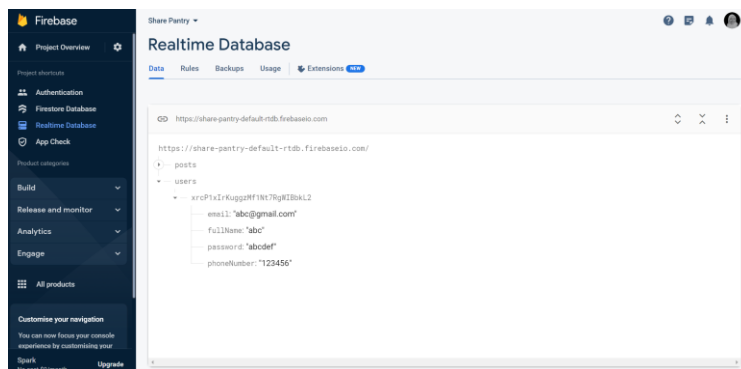 Firebase
Project Overview
Project shortcuts
Authentication
Firestore Database
Realtime Database
App Check
Product categories
Build
Release and monitor
Analytics
Engage
All products
Customise your navigation
You can now focus your console
experience by customising your
Spark
Upgrade
Share Pantry
Realtime Database
Data Rules Backups Usage Extensions NEW
https://share-pantry-default-rtdb.firebaseio.com
https://share-pantry-default-rtdb.firebaseio.com/
posts
users
email: "abc@gmail.com"
fullName: "abc"
password: "abcdef"
phoneNumber: "123456"